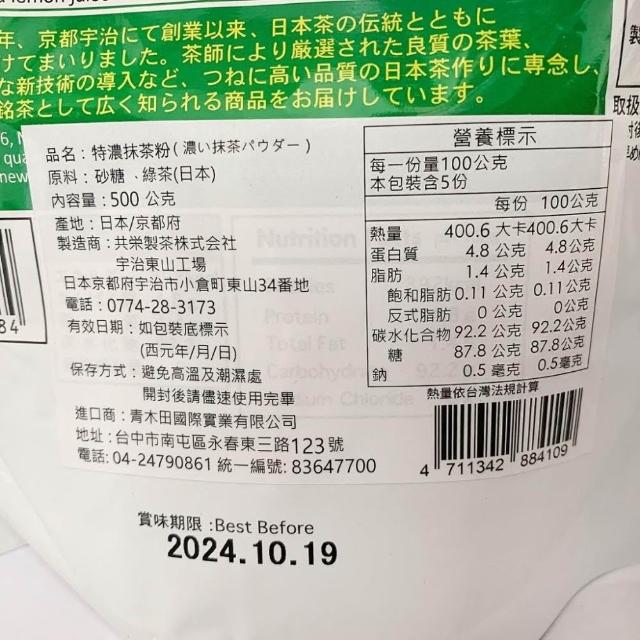 lemon juice
年、京都宇治にて創業以来、日本茶の伝統とともに
けてまいりました。茶師により厳選された良質の茶葉、
な新技術の導入など、つねに高い品質の日本茶作りに専念し、
銘茶として広く知られる商品をお届けしています。
取扱
品名：特濃抹茶粉(濃い抹茶パウダー)
原料：砂糖、綠茶(日本)
內容量：500 公克
產地：日本/京都府
製造商：共栄製茶株式会社
宇治東山工場
日本京都府宇治市小倉町東山34番地
電話：0774-28-3173
有效日期：如包裝底標示
(西元年/月/日)
保存方式：避免高溫及潮濕處
開封後請儘速使用完畢
進口商：青木田國際實業有限公司
地址：台中市南屯區永春東三路123號
電話：04-24790861 統一編號：83647700
營養標示
每一份量100公克
本包裝含5份
每份 100公克
熱量 400.6 大卡 400.6大卡
蛋白質 4.8 公克 4.8公克
脂肪 1.4 公克 1.4公克
飽和脂肪 0.11 公克 0.11公克
反式脂肪 0 公克 0公克
碳水化合物 92.2 公克 92.2公克
糖 87.8 公克 87.8公克
鈉 0.5 毫克 0.5毫克
熱量依台灣法規計算
4 711342 884109
賞味期限 :Best Before
2024.10.19